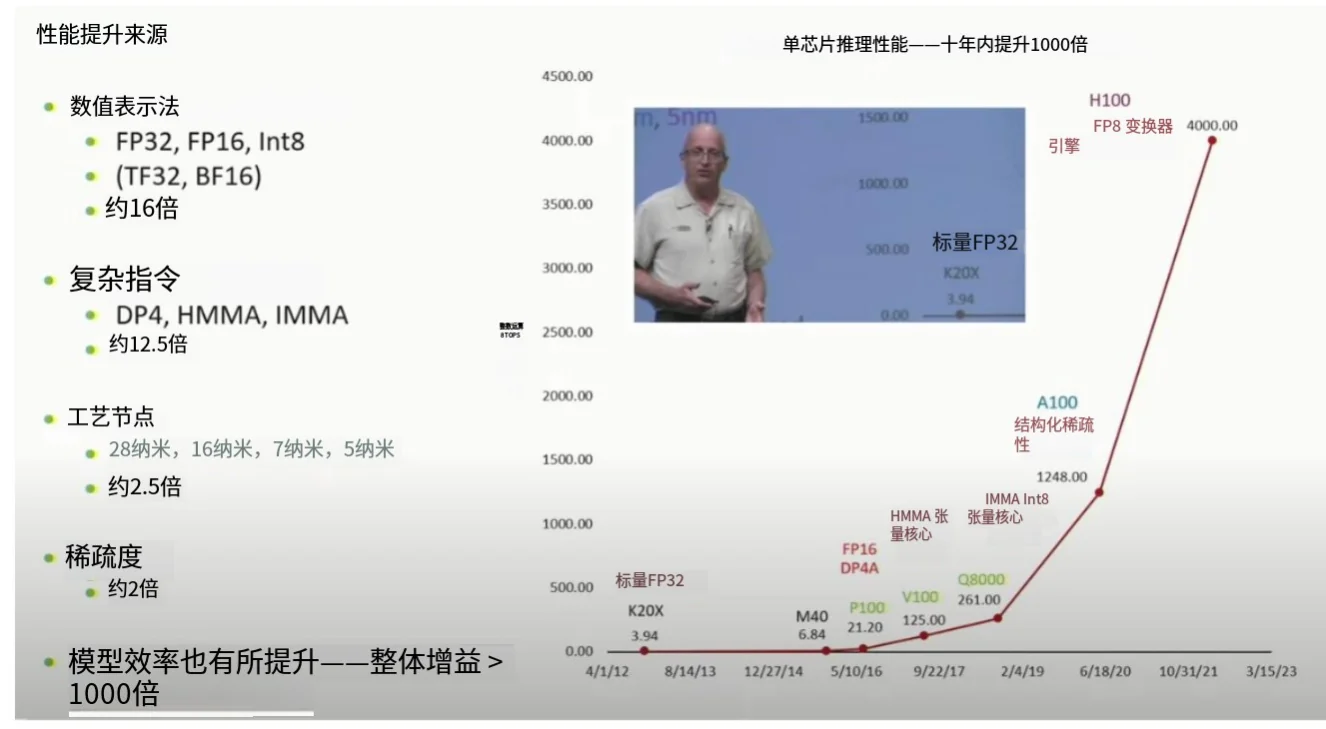 性能提升来源
数值表示法
FP32, FP16, Int8
(TF32, BF16)
约16倍
复杂指令
DP4, HMMA, IMMA
约12.5倍
工艺节点
28纳米，16纳米，7纳米，5纳米
约2.5倍
稀疏度
约2倍
模型效率也有所提升——整体增益 >
1000倍
单芯片推理性能——十年内提升1000倍
整数运算
8TOPS
4500.00
4000.00
3500.00
3000.00
2500.00
2000.00
1500.00
1000.00
500.00
0.00
m, 5nm
1500.00
1000.00
500.00
标量FP32
K20X
3.94
0.00
H100
FP8 变换器
引擎
4000.00
A100
结构化稀疏
性
1248.00
IMMA Int8
张量核心
HMMA 张
量核心
FP16
DP4A
Q8000
261.00
V100
125.00
P100
21.20
M40
6.84
标量FP32
K20X
3.94
4/1/12
8/14/13
12/27/14
5/10/16
9/22/17
2/4/19
6/18/20
10/31/21
3/15/23